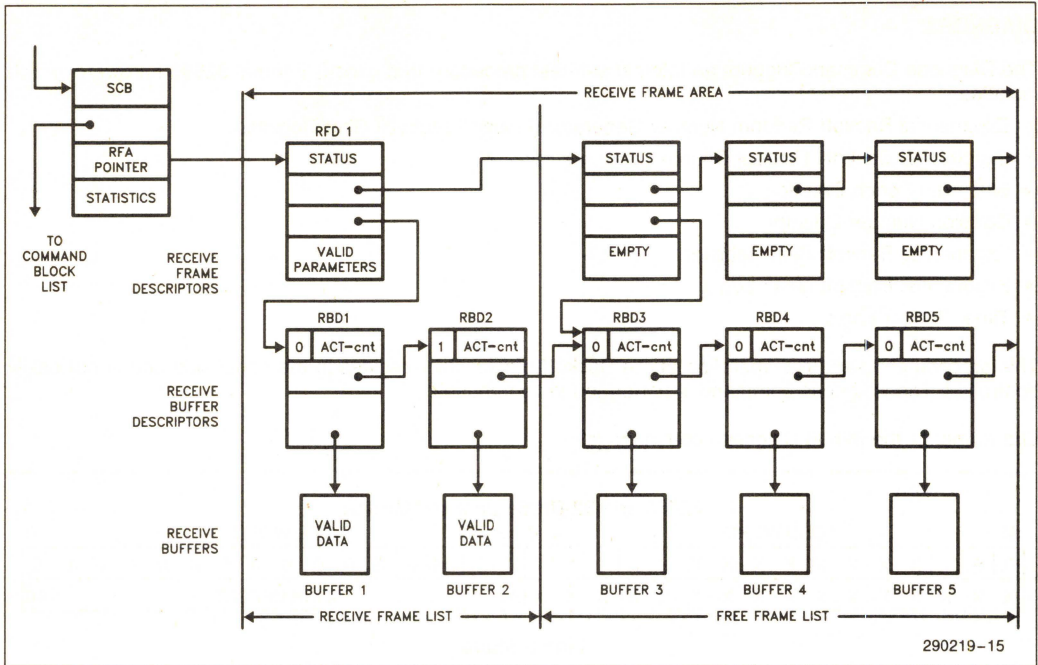 SCB
RECEIVE FRAME AREA
RFD 1
RFA
POINTER
STATISTICS
STATUS
STATUS
STATUS
STATUS
TO
COMMAND
BLOCK
LIST
RECEIVE
FRAME
DESCRIPTORS
VALID
PARAMETERS
EMPTY
EMPTY
EMPTY
RBD1
RBD2
RBD3
RBD4
RBD5
0 ACT-cnt
1 ACT-cnt
0 ACT-cnt
0 ACT-cnt
0 ACT-cnt
RECEIVE
BUFFER
DESCRIPTORS
RECEIVE
BUFFERS
VALID
DATA
VALID
DATA
BUFFER 1
BUFFER 2
BUFFER 3
BUFFER 4
BUFFER 5
RECEIVE FRAME LIST
FREE FRAME LIST
290219-15